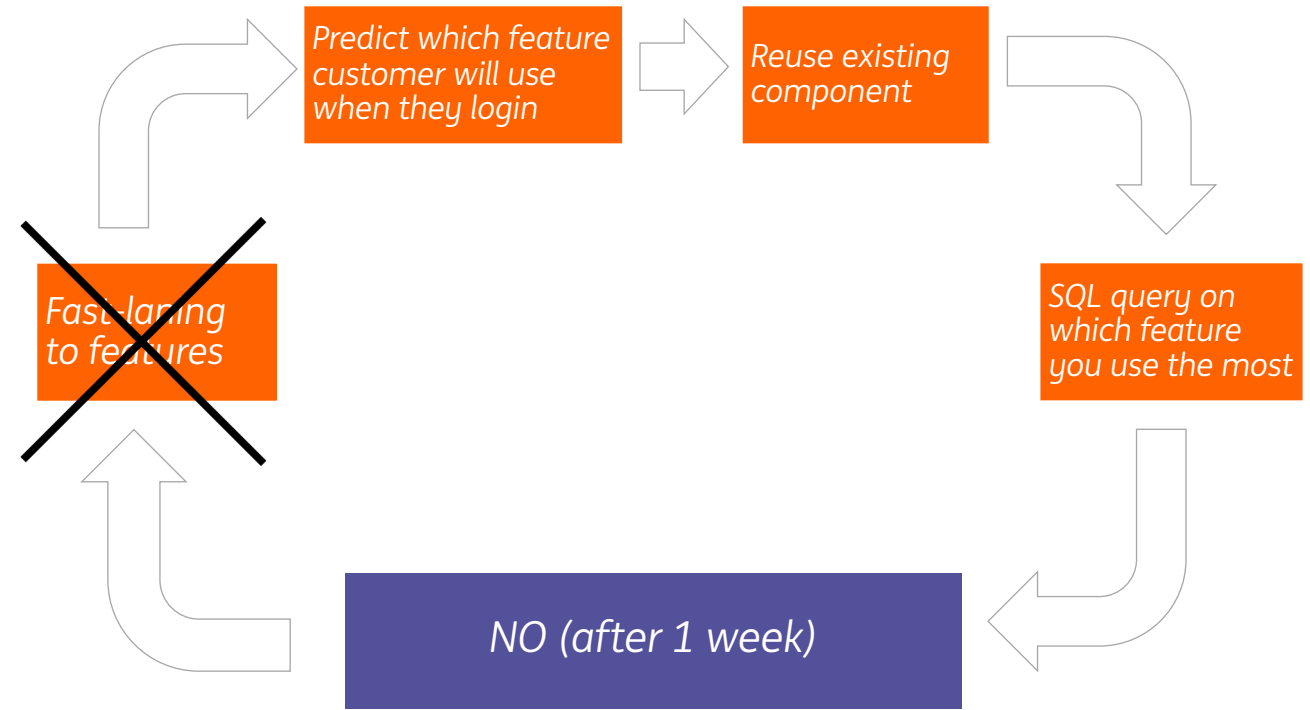 Predict which feature
customer will use
when they login
Reuse existing
component
SQL query on
which feature
you use the most
NO (after 1 week)
Fast-laning
to features